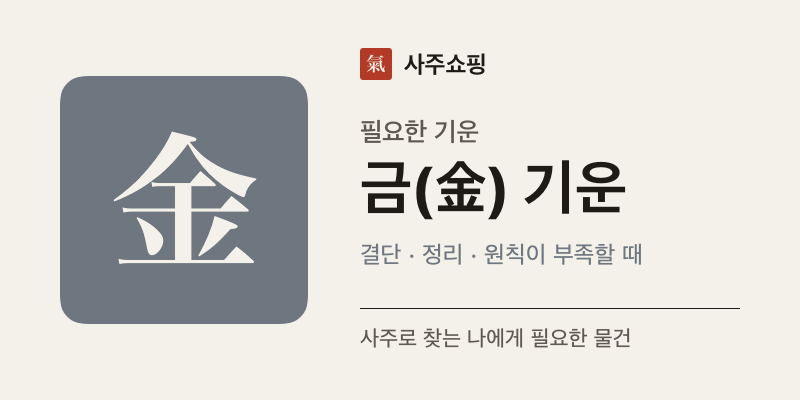 金
氣 사주쇼핑
필요한 기운
금(金) 기운
결단 · 정리 · 원칙이 부족할 때
사주로 찾는 나에게 필요한 물건